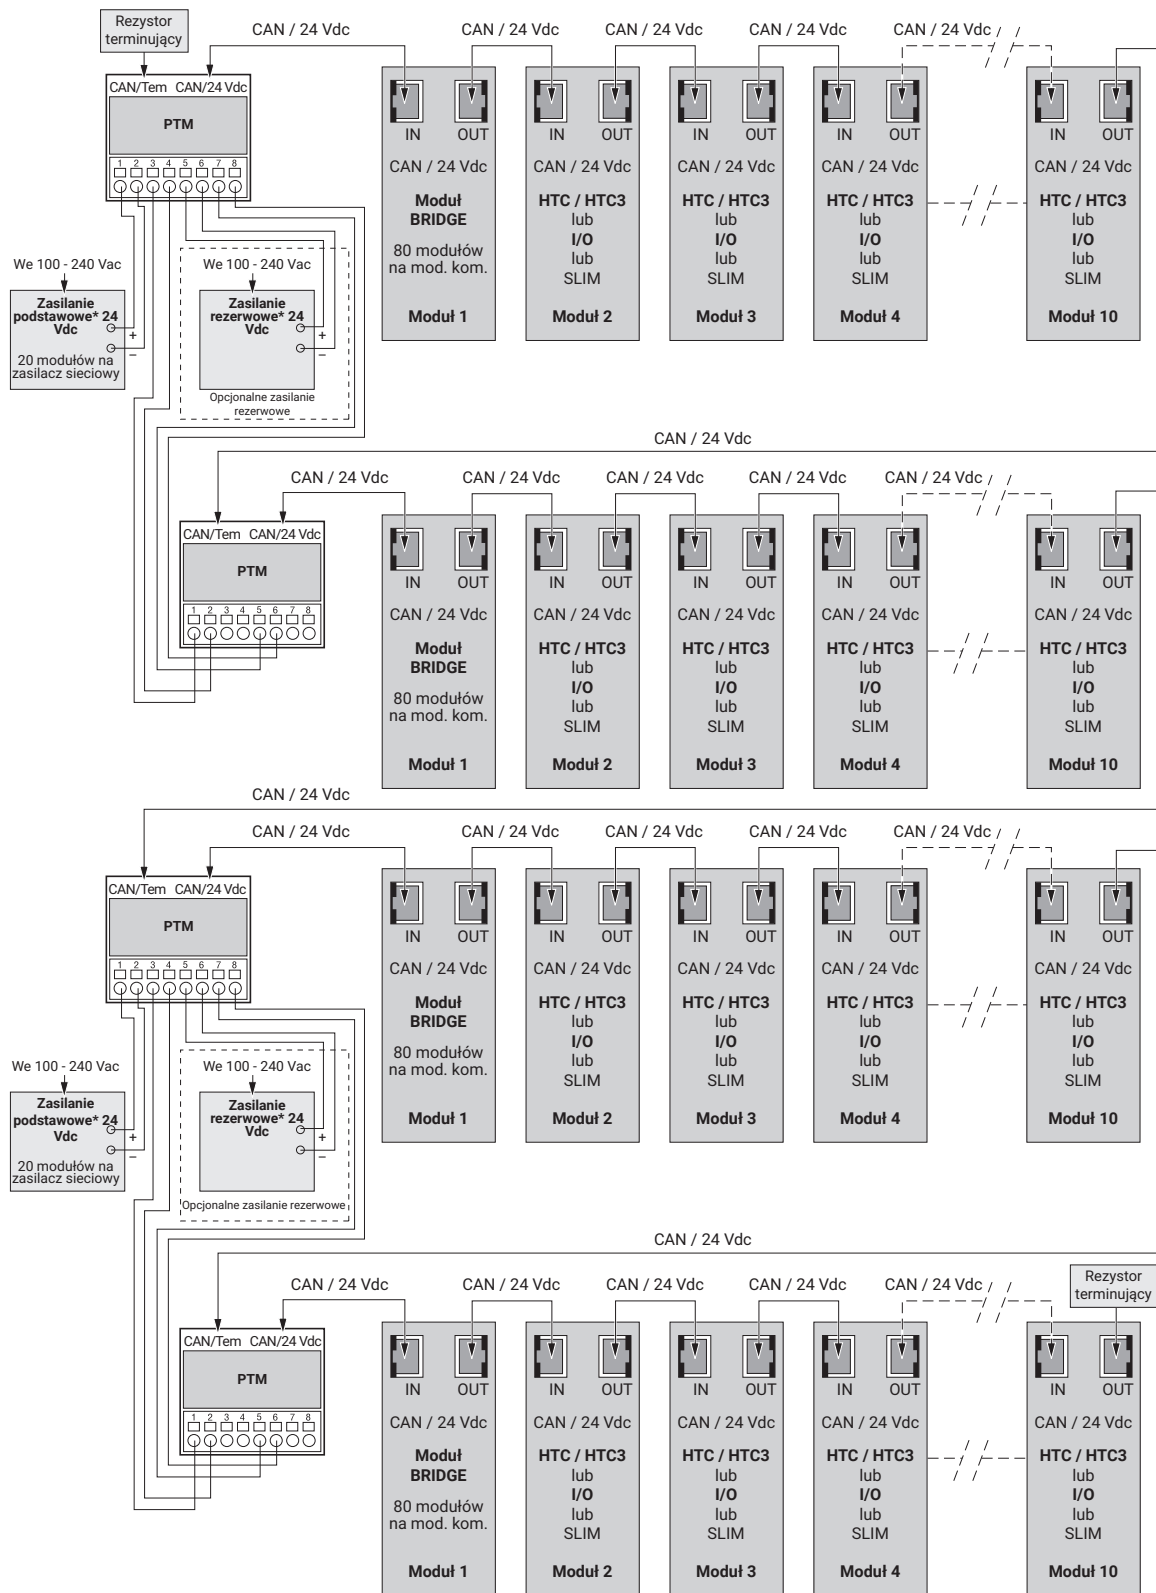 Rezystor
terminujący
CAN / 24 Vdc
CAN / 24 Vdc
CAN / 24 Vdc
CAN / 24 Vdc
CAN / 24 Vdc
CAN/Tem CAN/24 Vdc
PTM
1 2 3 4 5 6 7 8
IN OUT
IN OUT
IN OUT
IN OUT
IN OUT
CAN / 24 Vdc
CAN / 24 Vdc
CAN / 24 Vdc
CAN / 24 Vdc
CAN / 24 Vdc
Moduł
BRIDGE
80 modułów
na mod. kom.
Moduł 1
HTC / HTC3
lub
I/O
lub
SLIM
Moduł 2
HTC / HTC3
lub
I/O
lub
SLIM
Moduł 3
HTC / HTC3
lub
I/O
lub
SLIM
Moduł 4
HTC / HTC3
lub
I/O
lub
SLIM
Moduł 10
We 100 - 240 Vac
Zasilanie
podstawowe* 24
Vdc
+
–
20 modułów na
zasilacz sieciowy
We 100 - 240 Vac
Zasilanie
rezerwowe* 24
Vdc
+
–
Opcjonalne zasilanie
rezerwowe
CAN / 24 Vdc
CAN / 24 Vdc
CAN / 24 Vdc
CAN / 24 Vdc
CAN / 24 Vdc
CAN / 24 Vdc
CAN/Tem CAN/24 Vdc
PTM
1 2 3 4 5 6 7 8
IN OUT
IN OUT
IN OUT
IN OUT
IN OUT
CAN / 24 Vdc
CAN / 24 Vdc
CAN / 24 Vdc
CAN / 24 Vdc
CAN / 24 Vdc
Moduł
BRIDGE
80 modułów
na mod. kom.
Moduł 1
HTC / HTC3
lub
I/O
lub
SLIM
Moduł 2
HTC / HTC3
lub
I/O
lub
SLIM
Moduł 3
HTC / HTC3
lub
I/O
lub
SLIM
Moduł 4
HTC / HTC3
lub
I/O
lub
SLIM
Moduł 10
CAN / 24 Vdc
CAN / 24 Vdc
CAN / 24 Vdc
CAN / 24 Vdc
CAN / 24 Vdc
CAN / 24 Vdc
CAN/Tem CAN/24 Vdc
PTM
1 2 3 4 5 6 7 8
IN OUT
IN OUT
IN OUT
IN OUT
IN OUT
CAN / 24 Vdc
CAN / 24 Vdc
CAN / 24 Vdc
CAN / 24 Vdc
CAN / 24 Vdc
Moduł
BRIDGE
80 modułów
na mod. kom.
Moduł 1
HTC / HTC3
lub
I/O
lub
SLIM
Moduł 2
HTC / HTC3
lub
I/O
lub
SLIM
Moduł 3
HTC / HTC3
lub
I/O
lub
SLIM
Moduł 4
HTC / HTC3
lub
I/O
lub
SLIM
Moduł 10
We 100 - 240 Vac
Zasilanie
podstawowe* 24
Vdc
+
–
20 modułów na
zasilacz sieciowy
We 100 - 240 Vac
Zasilanie
rezerwowe* 24
Vdc
+
–
Opcjonalne zasilanie rezerwowe
CAN / 24 Vdc
CAN / 24 Vdc
CAN / 24 Vdc
CAN / 24 Vdc
CAN / 24 Vdc
CAN / 24 Vdc
Rezystor
terminujący
CAN/Tem CAN/24 Vdc
PTM
1 2 3 4 5 6 7 8
IN OUT
IN OUT
IN OUT
IN OUT
IN OUT
CAN / 24 Vdc
CAN / 24 Vdc
CAN / 24 Vdc
CAN / 24 Vdc
CAN / 24 Vdc
Moduł
BRIDGE
80 modułów
na mod. kom.
Moduł 1
HTC / HTC3
lub
I/O
lub
SLIM
Moduł 2
HTC / HTC3
lub
I/O
lub
SLIM
Moduł 3
HTC / HTC3
lub
I/O
lub
SLIM
Moduł 4
HTC / HTC3
lub
I/O
lub
SLIM
Moduł 10